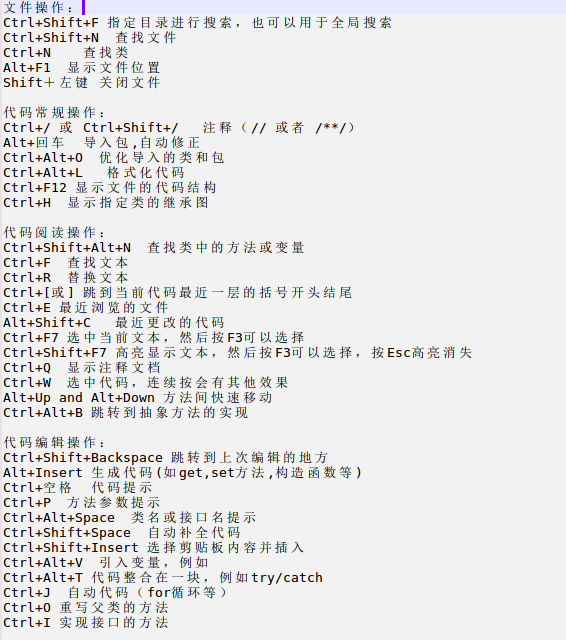 文件操作：
Ctrl+Shift+F 指定目录进行搜索，也可以用于全局搜索
Ctrl+Shift+N 查找文件
Ctrl+N 查找类
Alt+F1 显示文件位置
Shift＋左键 关闭文件
代码常规操作：
Ctrl+/ 或 Ctrl+Shift+/ 注释（// 或者 /**/）
Alt+回车 导入包,自动修正
Ctrl+Alt+O 优化导入的类和包
Ctrl+Alt+L 格式化代码
Ctrl+F12 显示文件的代码结构
Ctrl+H 显示指定类的继承图
代码阅读操作：
Ctrl+Shift+Alt+N 查找类中的方法或变量
Ctrl+F 查找文本
Ctrl+R 替换文本
Ctrl+[或] 跳到当前代码最近一层的括号开头结尾
Ctrl+E 最近浏览的文件
Alt+Shift+C 最近更改的代码
Ctrl+F7 选中当前文本，然后按F3可以选择
Ctrl+Shift+F7 高亮显示文本，然后按F3可以选择，按Esc高亮消失
Ctrl+Q 显示注释文档
Ctrl+W 选中代码，连续按会有其他效果
Alt+Up and Alt+Down 方法间快速移动
Ctrl+Alt+B 跳转到抽象方法的实现
代码编辑操作：
Ctrl+Shift+Backspace 跳转到上次编辑的地方
Alt+Insert 生成代码(如get,set方法,构造函数等)
Ctrl+空格 代码提示
Ctrl+P 方法参数提示
Ctrl+Alt+Space 类名或接口名提示
Ctrl+Shift+Space 自动补全代码
Ctrl+Shift+Insert 选择剪贴板内容并插入
Ctrl+Alt+V 引入变量，例如
Ctrl+Alt+T 代码整合在一块，例如try/catch
Ctrl+J 自动代码（for循环等）
Ctrl+O 重写父类的方法
Ctrl+I 实现接口的方法